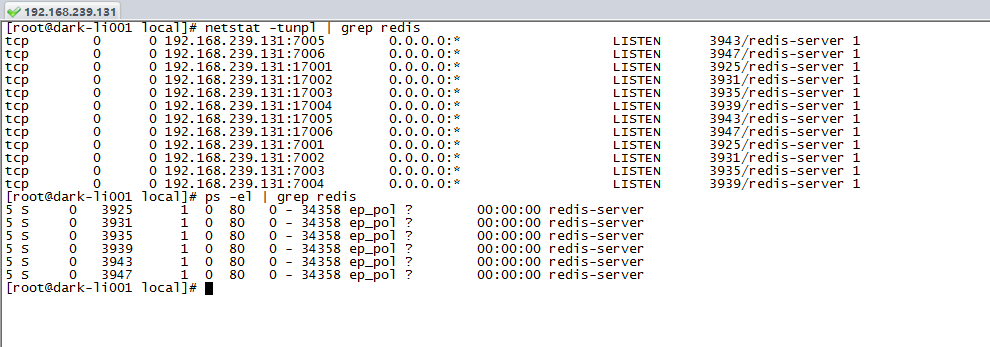 192.168.239.131
[root@dark-li001 local]# netstat -tunpl | grep redis
tcp 0 0 192.168.239.131:7005 0.0.0.0:* LISTEN 3943/redis-server 1
tcp 0 0 192.168.239.131:7006 0.0.0.0:* LISTEN 3947/redis-server 1
tcp 0 0 192.168.239.131:17001 0.0.0.0:* LISTEN 3925/redis-server 1
tcp 0 0 192.168.239.131:17002 0.0.0.0:* LISTEN 3931/redis-server 1
tcp 0 0 192.168.239.131:17003 0.0.0.0:* LISTEN 3935/redis-server 1
tcp 0 0 192.168.239.131:17004 0.0.0.0:* LISTEN 3939/redis-server 1
tcp 0 0 192.168.239.131:17005 0.0.0.0:* LISTEN 3943/redis-server 1
tcp 0 0 192.168.239.131:17006 0.0.0.0:* LISTEN 3947/redis-server 1
tcp 0 0 192.168.239.131:7001 0.0.0.0:* LISTEN 3925/redis-server 1
tcp 0 0 192.168.239.131:7002 0.0.0.0:* LISTEN 3931/redis-server 1
tcp 0 0 192.168.239.131:7003 0.0.0.0:* LISTEN 3935/redis-server 1
tcp 0 0 192.168.239.131:7004 0.0.0.0:* LISTEN 3939/redis-server 1
[root@dark-li001 local]# ps -el | grep redis
5 S 0 3925 1 0 80 0 - 34358 ep_pol ? 00:00:00 redis-server
5 S 0 3931 1 0 80 0 - 34358 ep_pol ? 00:00:00 redis-server
5 S 0 3935 1 0 80 0 - 34358 ep_pol ? 00:00:00 redis-server
5 S 0 3939 1 0 80 0 - 34358 ep_pol ? 00:00:00 redis-server
5 S 0 3943 1 0 80 0 - 34358 ep_pol ? 00:00:00 redis-server
5 S 0 3947 1 0 80 0 - 34358 ep_pol ? 00:00:00 redis-server
[root@dark-li001 local]#